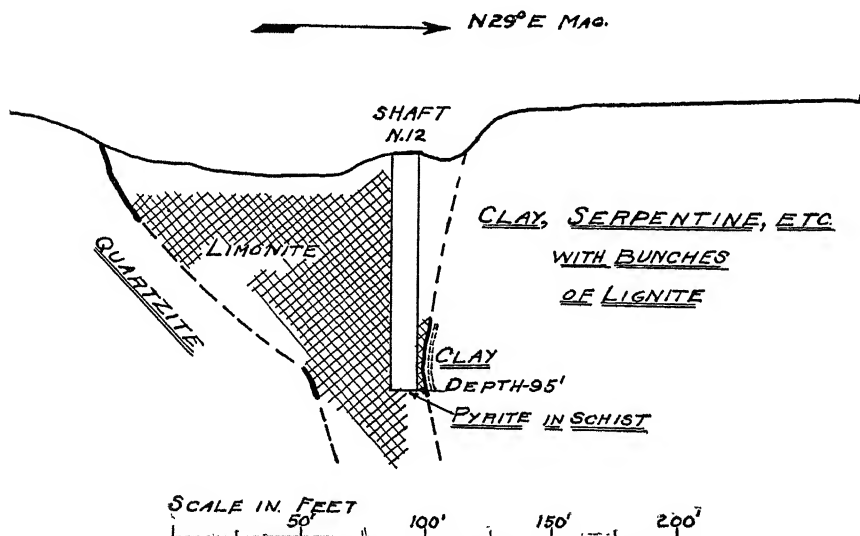 N29°E MAG.
SHAFT
N.12
CLAY, SERPENTINE, ETC.
WITH BUNCHES
OF LIGNITE
LIMONITE
QUARTZITE
CLAY
DEPTH-95'
PYRITE IN SCHIST
SCALE IN FEET
50' 100' 150' 200'